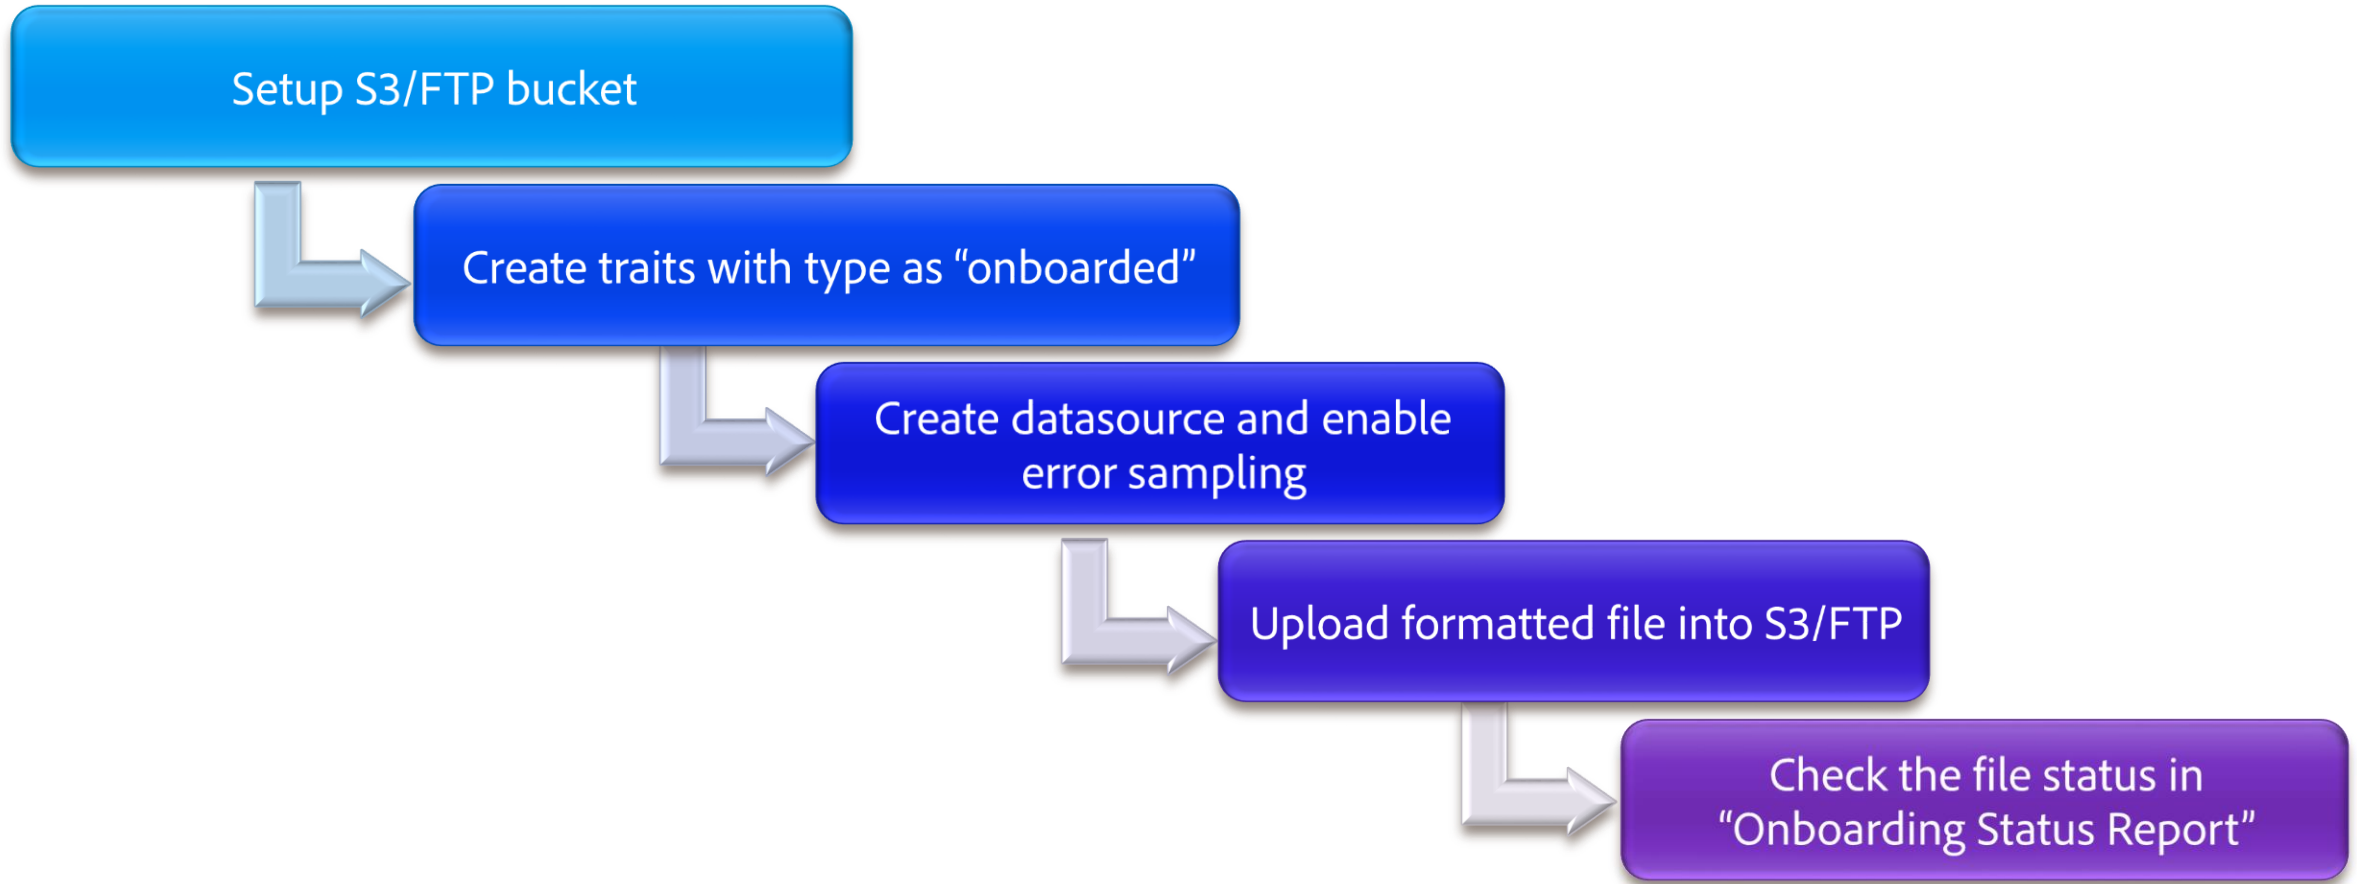 Setup S3/FTP bucket
Create traits with type as “onboarded”
Create datasource and enable
error sampling
Upload formatted file into S3/FTP
Check the file status in
“Onboarding Status Report”